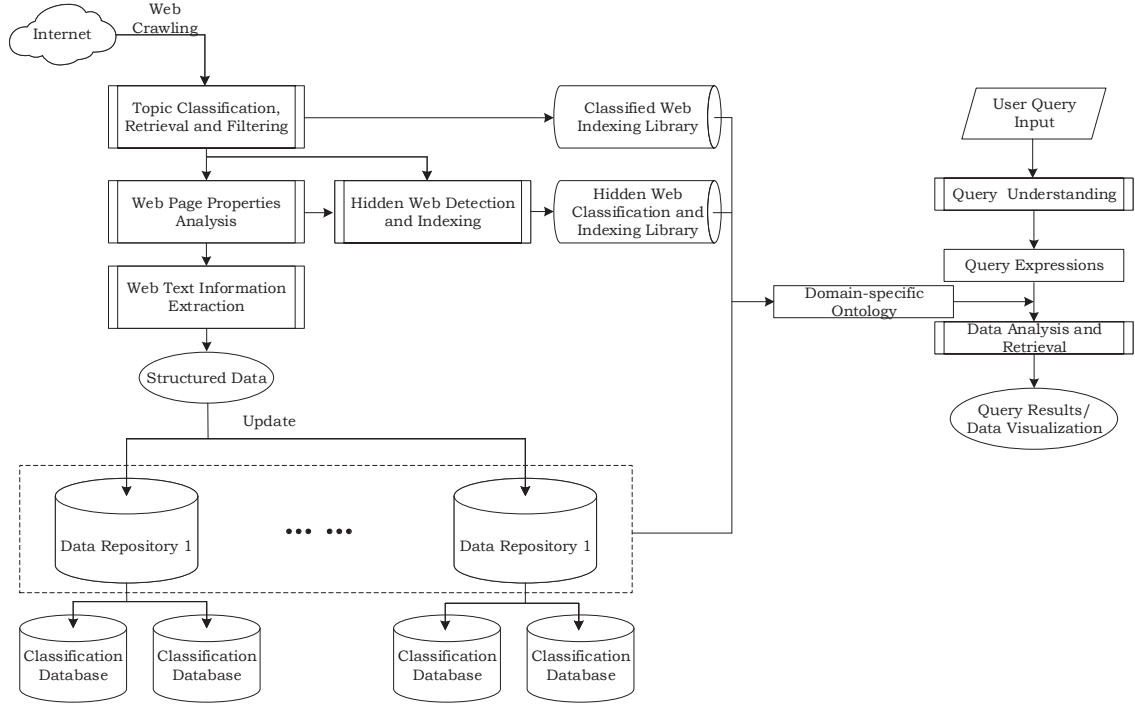 Web
Crawling
Internet
Topic Classification,
Retrieval and Filtering
Classified Web
Indexing Library
User Query
Input
Web Page Properties
Analysis
Hidden Web Detection
and Indexing
Hidden Web
Classification and
Indexing Library
Query Understanding
Query Expressions
Web Text Information
Extraction
Domain-specific
Ontology
Data Analysis and
Retrieval
Structured Data
Query Results/
Data Visualization
Update
Data Repository 1
... ...
Data Repository 1
Classification
Database
Classification
Database
Classification
Database
Classification
Database